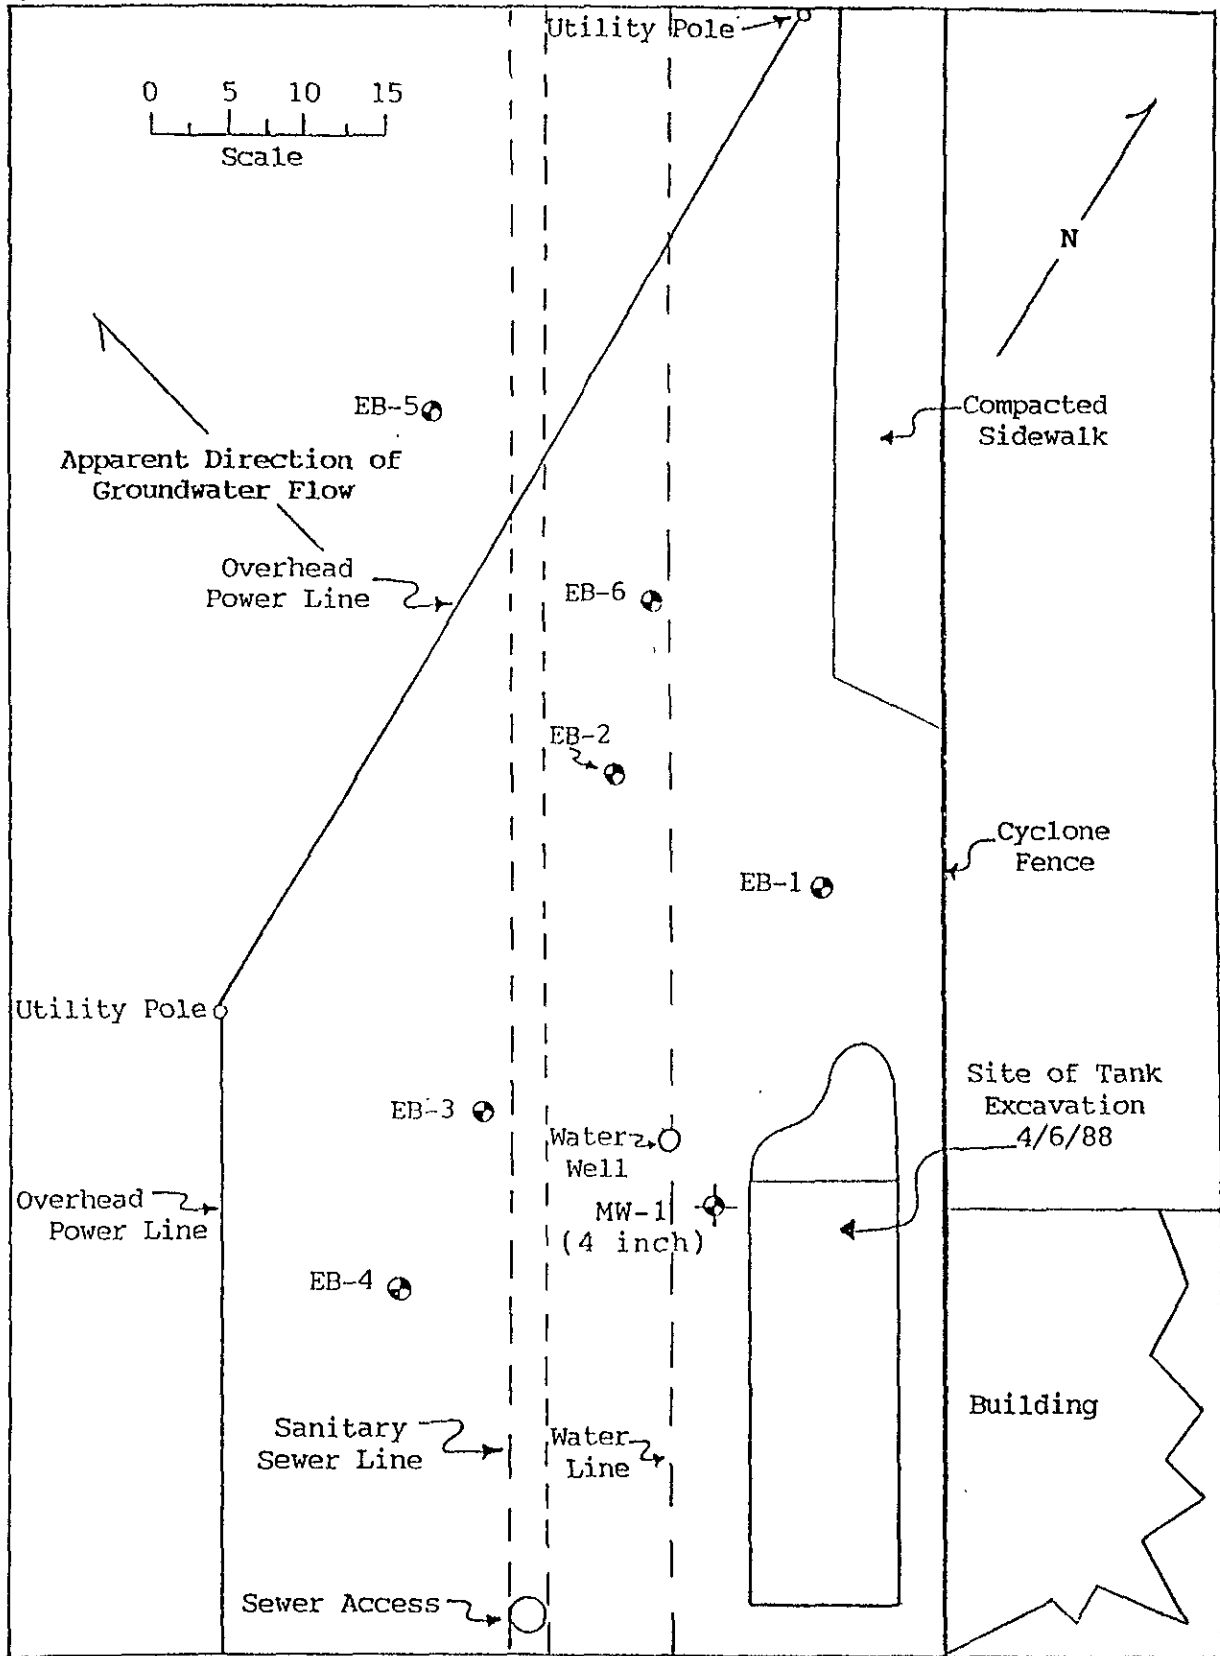 Utility Pole
0 5 10 15
Scale
N
EB-5
Compacted
Sidewalk
Apparent Direction of
Groundwater Flow
Overhead
Power Line
EB-6
EB-2
Cyclone
Fence
EB-1
Utility Pole
Site of Tank
Excavation
4/6/88
EB-3
Water
Well
Overhead
Power Line
MW-1
(4 inch)
EB-4
Building
Sanitary
Sewer Line
Water
Line
Sewer Access